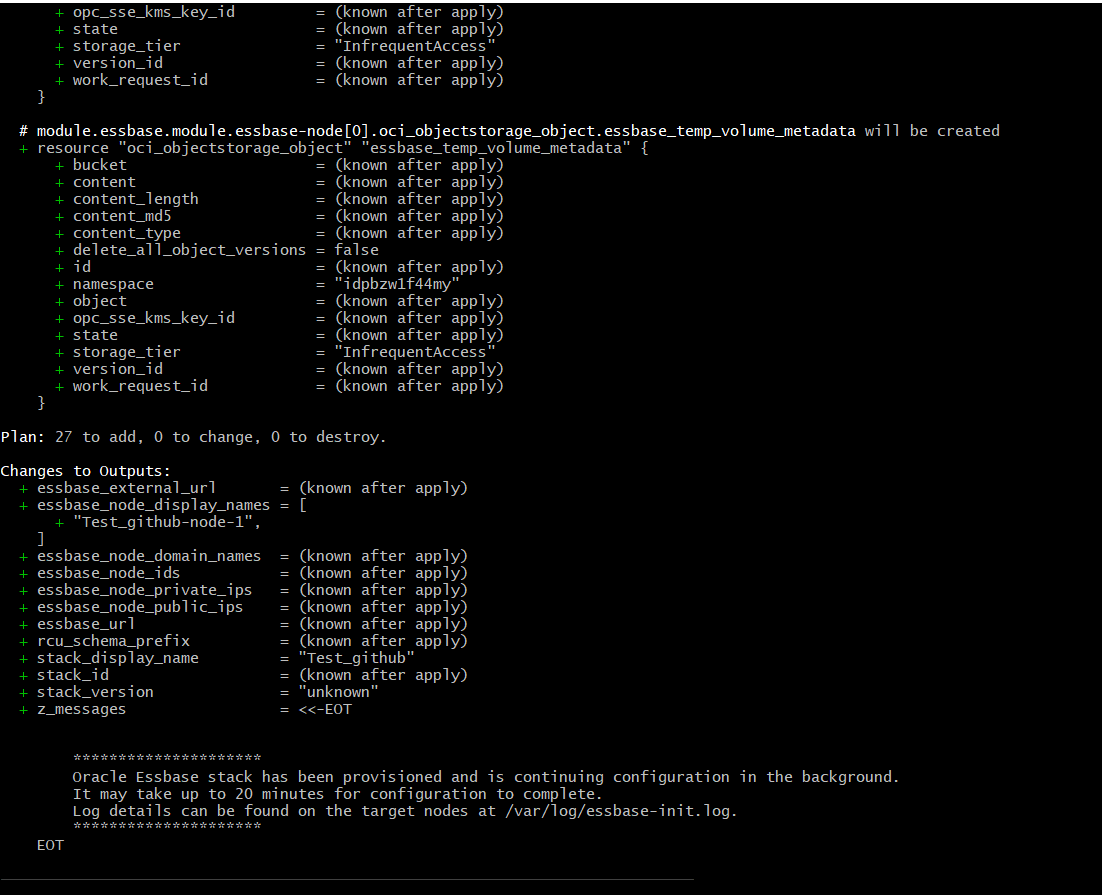 + opc_sse_kms_key_id         = (known after apply)
      + state                      = (known after apply)
      + storage_tier               = "InfrequentAccess"
      + version_id                 = (known after apply)
      + work_request_id            = (known after apply)
    }
  # module.essbase.module.essbase-node[0].oci_objectstorage_object.essbase_temp_volume_metadata will be created
  + resource "oci_objectstorage_object" "essbase_temp_volume_metadata" {
      + bucket                     = (known after apply)
      + content                    = (known after apply)
      + content_length             = (known after apply)
      + content_md5                = (known after apply)
      + content_type               = (known after apply)
      + delete_all_object_versions = false
      + id                         = (known after apply)
      + namespace                  = "idpbzw1f44my"
      + object                     = (known after apply)
      + opc_sse_kms_key_id         = (known after apply)
      + state                      = (known after apply)
      + storage_tier               = "InfrequentAccess"
      + version_id                 = (known after apply)
      + work_request_id            = (known after apply)
    }
Plan: 27 to add, 0 to change, 0 to destroy.
Changes to Outputs:
  + essbase_external_url       = (known after apply)
  + essbase_node_display_names = [
      + "Test_github-node-1",
    ]
  + essbase_node_domain_names  = (known after apply)
  + essbase_node_ids           = (known after apply)
  + essbase_node_private_ips   = (known after apply)
  + essbase_node_public_ips    = (known after apply)
  + essbase_url                = (known after apply)
  + rcu_schema_prefix          = (known after apply)
  + stack_display_name         = "Test_github"
  + stack_id                   = (known after apply)
  + stack_version              = "unknown"
  + z_messages                 = <<-EOT
        *********************
        Oracle Essbase stack has been provisioned and is continuing configuration in the background.
        It may take up to 20 minutes for configuration to complete.
        Log details can be found on the target nodes at /var/log/essbase-init.log.
        *********************
    EOT